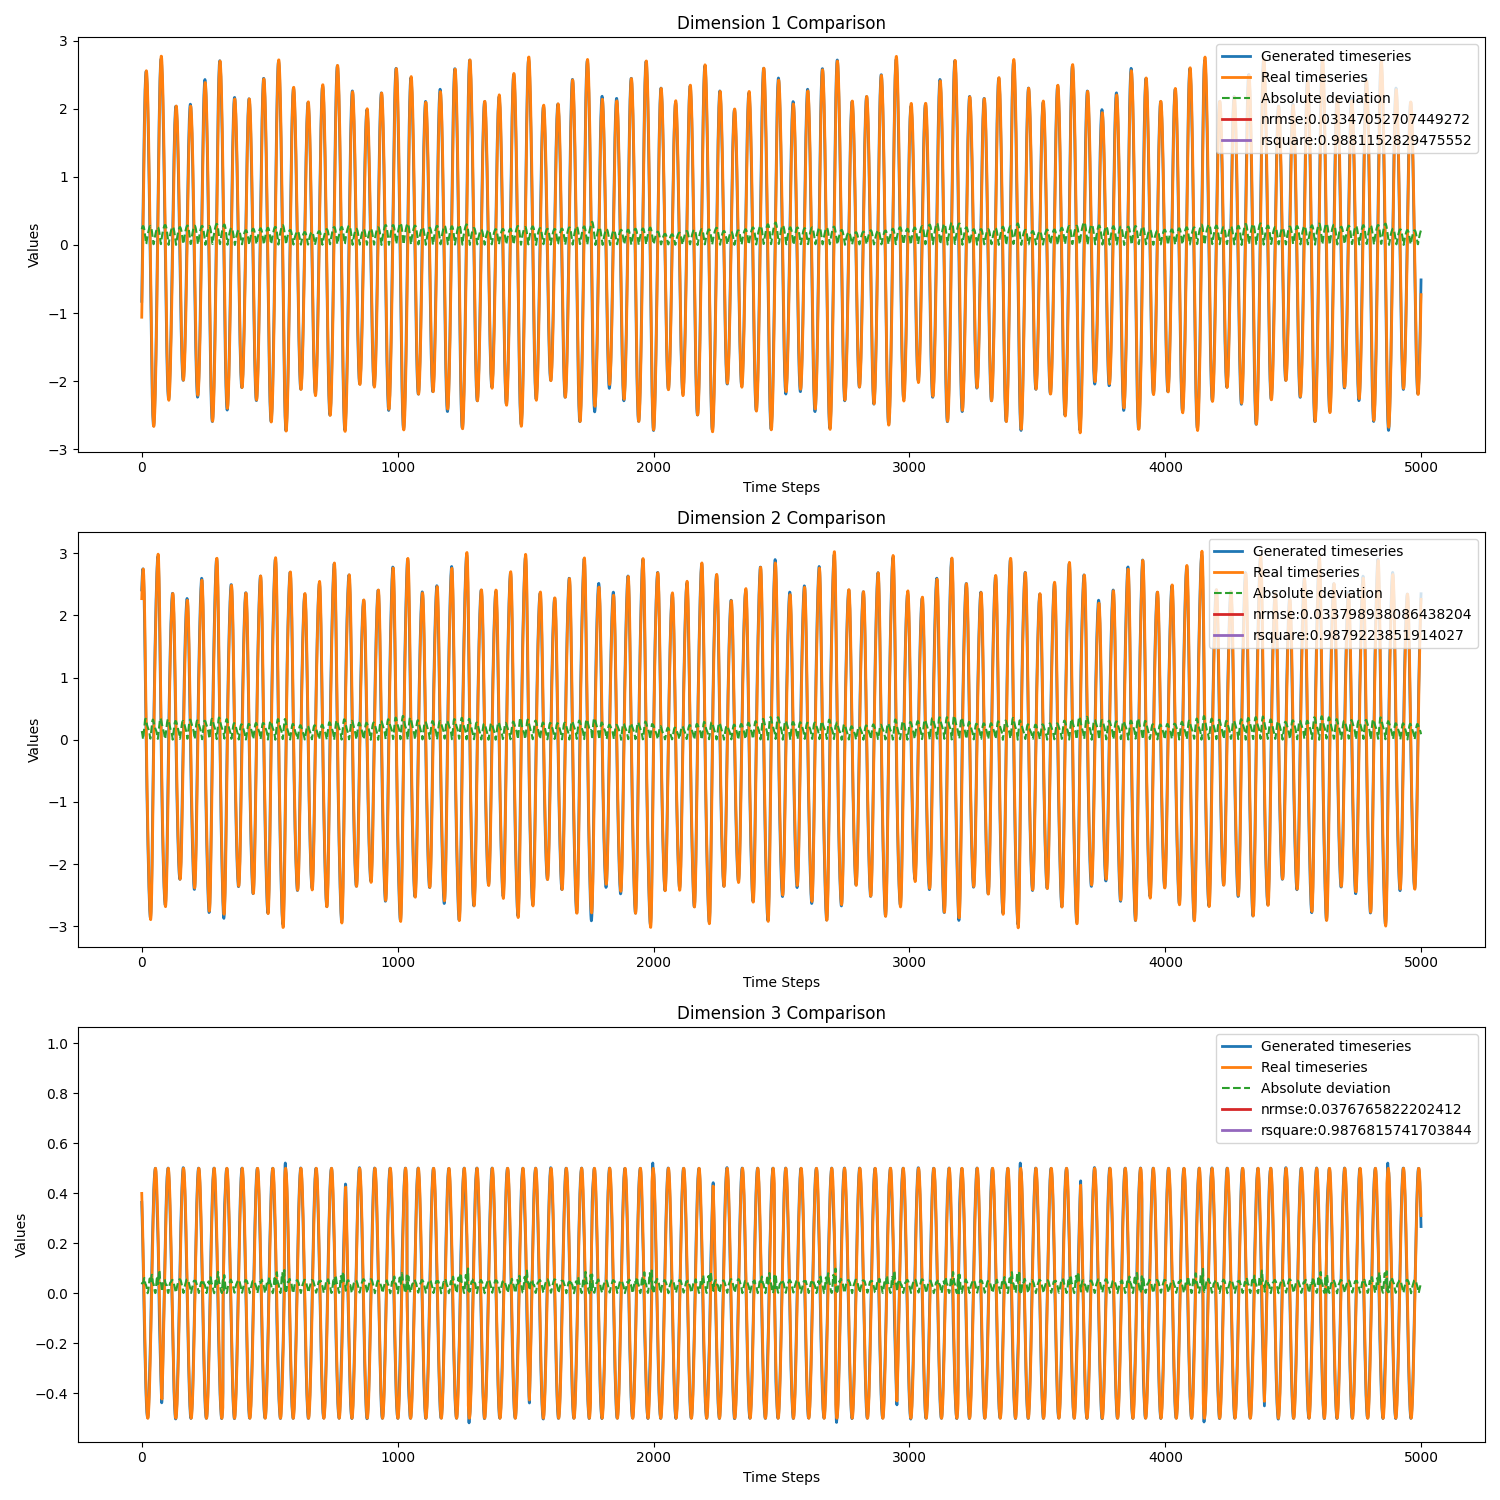 Dimension 1 Comparison
3
2
1
0
−1
−2
−3
Values
Generated timeseries
Real timeseries
Absolute deviation
nrmse:0.03347052707449272
rsquare:0.9881152829475552
0 1000 2000 3000 4000 5000
Time Steps
Dimension 2 Comparison
3
2
1
0
−1
−2
−3
Values
Generated timeseries
Real timeseries
Absolute deviation
nrmse:0.033798938086438204
rsquare:0.9879223851914027
0 1000 2000 3000 4000 5000
Time Steps
Dimension 3 Comparison
1.0
0.8
0.6
0.4
0.2
0.0
−0.2
−0.4
Values
Generated timeseries
Real timeseries
Absolute deviation
nrmse:0.0376765822202412
rsquare:0.9876815741703844
0 1000 2000 3000 4000 5000
Time Steps